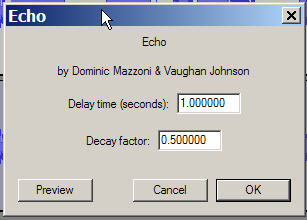 Echo
Echo
by Dominic Mazzoni & Vaughan Johnson
Delay time (seconds): 1.000000
Decay factor: 0.500000
Preview Cancel OK